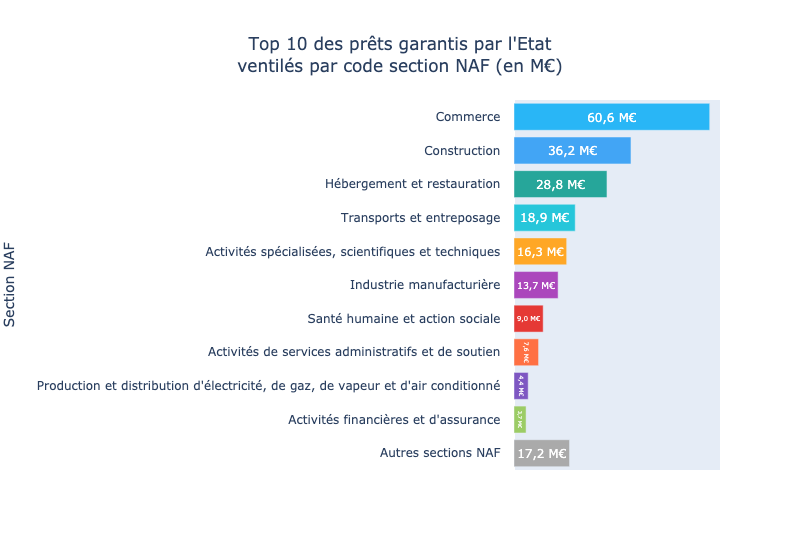 Top 10 des prêts garantis par l'Etat
ventilés par code section NAF (en M€)
Section NAF
Commerce 60,6 M€
Construction 36,2 M€
Hébergement et restauration 28,8 M€
Transports et entreposage 18,9 M€
Activités spécialisées, scientifiques et techniques 16,3 M€
Industrie manufacturière 13,7 M€
Santé humaine et action sociale 9,0 M€
Activités de services administratifs et de soutien 7,6 M€
Production et distribution d'électricité, de gaz, de vapeur et d'air conditionné 4,4 M€
Activités financières et d'assurance 3,7 M€
Autres sections NAF 17,2 M€